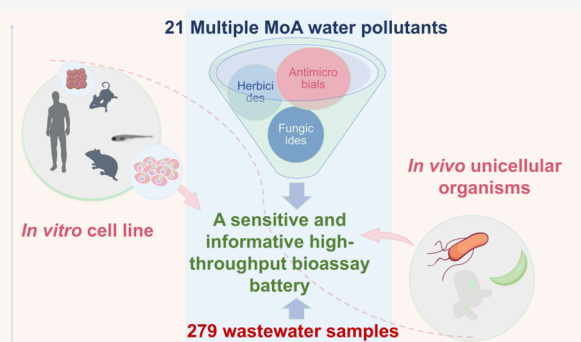 21 Multiple MoA water pollutants
Antimicro
bials
Herbici
des
Fungic
ides
In vivo unicellular
organisms
In vitro cell line
A sensitive and
informative high-
throughput bioassay
battery
279 wastewater samples